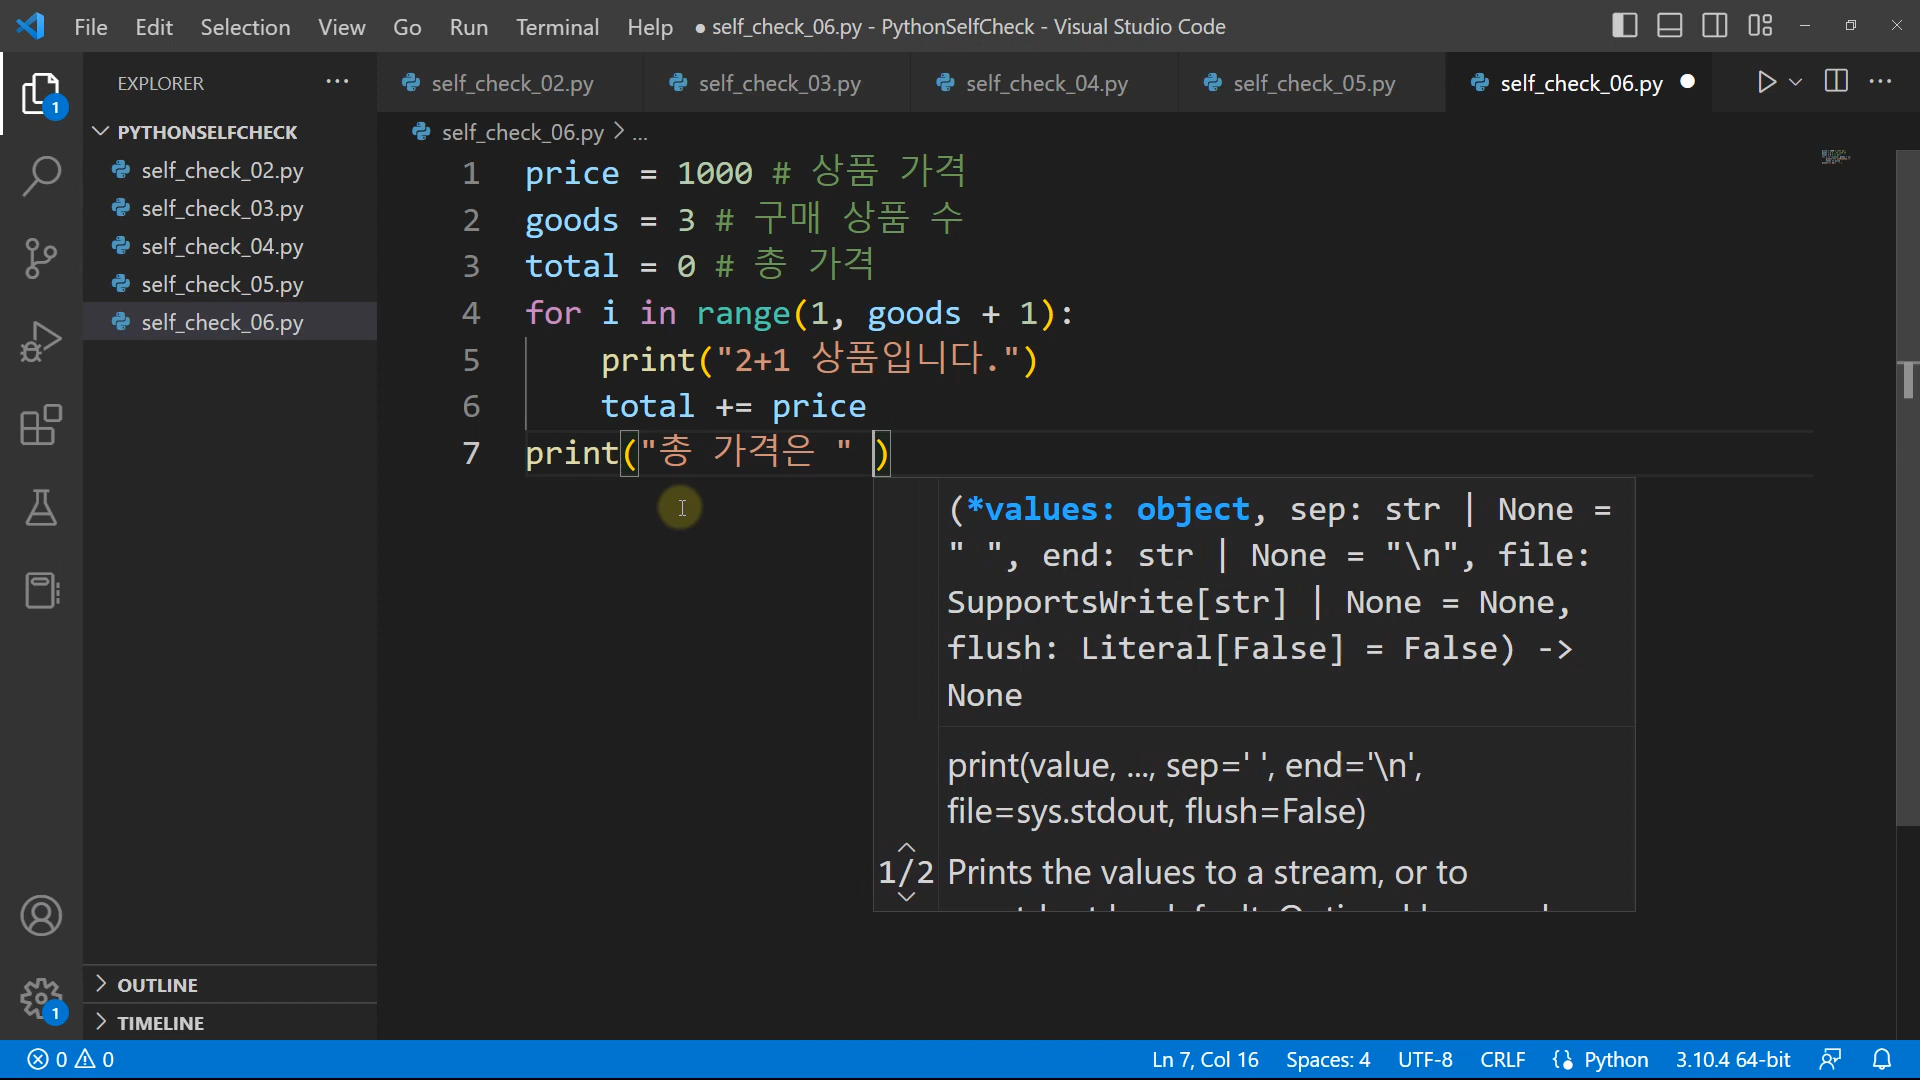 File Edit Selection View Go Run Terminal Help ● self_check_06.py - PythonSelfCheck - Visual Studio Code
EXPLORER
self_check_02.py self_check_03.py self_check_04.py self_check_05.py self_check_06.py
1
PYTHONSELFCHECK
self_check_02.py
self_check_03.py
self_check_04.py
self_check_05.py
self_check_06.py
self_check_06.py > ...
1 price = 1000 # 상품 가격
2 goods = 3 # 구매 상품 수
3 total = 0 # 총 가격
4 for i in range(1, goods + 1):
5 print("2+1 상품입니다.")
6 total += price
7 print("총 가격은 " )
(*values: object, sep: str | None =
" ", end: str | None = "\n", file:
SupportsWrite[str] | None = None,
flush: Literal[False] = False) ->
None
print(value, ..., sep=' ', end='\n',
file=sys.stdout, flush=False)
1/2 Prints the values to a stream, or to
OUTLINE
TIMELINE
1
0 0 Ln 7, Col 16 Spaces: 4 UTF-8 CRLF Python 3.10.4 64-bit